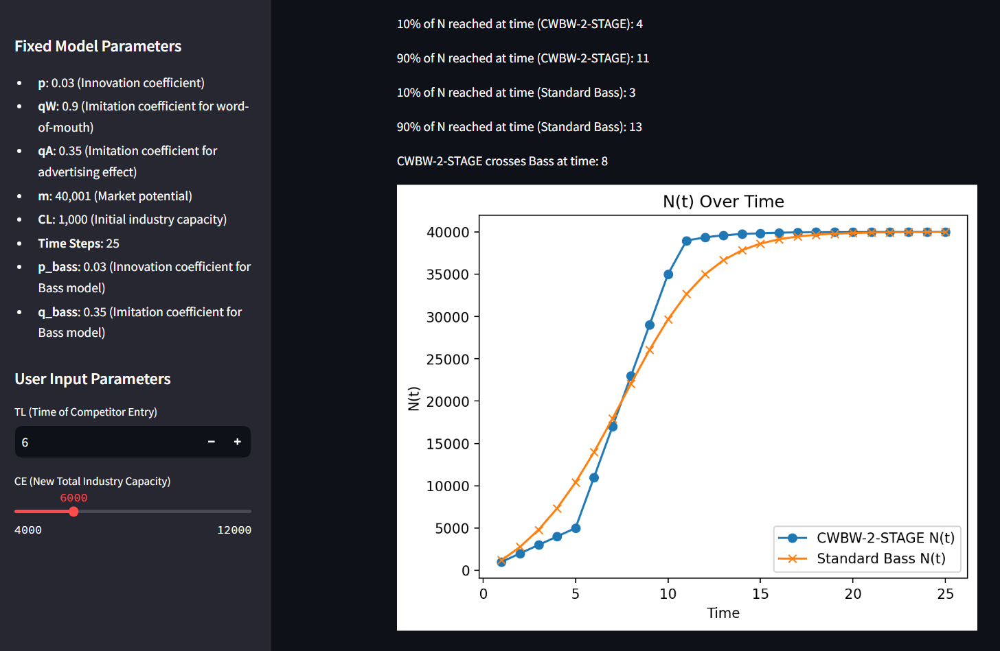 Fixed Model Parameters
p: 0.03 (Innovation coefficient)
qW: 0.9 (Imitation coefficient for word-
of-mouth)
qA: 0.35 (Imitation coefficient for
advertising effect)
m: 40,001 (Market potential)
CL: 1,000 (Initial industry capacity)
Time Steps: 25
p_bass: 0.03 (Innovation coefficient for
Bass model)
q_bass: 0.35 (Imitation coefficient for
Bass model)
User Input Parameters
TL (Time of Competitor Entry)
6
− +
CE (New Total Industry Capacity)
6000
4000 12000
10% of N reached at time (CWBW-2-STAGE): 4
90% of N reached at time (CWBW-2-STAGE): 11
10% of N reached at time (Standard Bass): 3
90% of N reached at time (Standard Bass): 13
CWBW-2-STAGE crosses Bass at time: 8
N(t) Over Time
40000
35000
30000
25000
20000
15000
10000
5000
0
N(t)
0 5 10 15 20 25
Time
CWBW-2-STAGE N(t)
Standard Bass N(t)